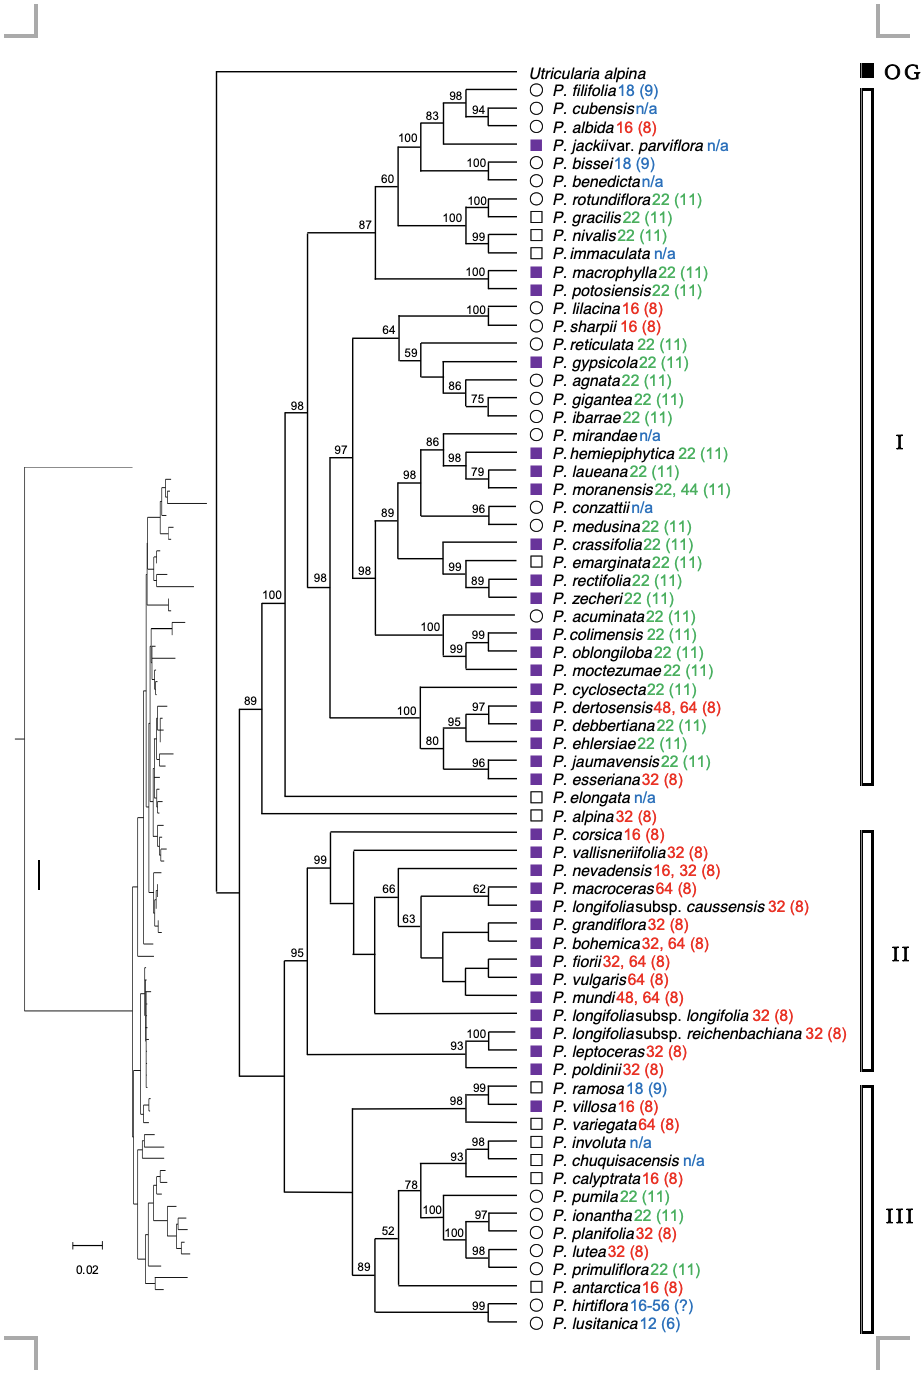 Utricularia alpina
OG
P. filifolia 18 (9)
98
P. cubensis n/a
94
83
P. albida 16 (8)
100
P. jackii var. parviflora n/a
P. bissei 18 (9)
100
P. benedicta n/a
60
P. rotundiflora 22 (11)
100
P. gracilis 22 (11)
100
87
P. nivalis 22 (11)
99
P. immaculata n/a
P. macrophylla 22 (11)
100
P. potosiensis 22 (11)
P. lilacina 16 (8)
100
P. sharpii 16 (8)
64
P. reticulata 22 (11)
59
P. gypsicola 22 (11)
P. agnata 22 (11)
86
P. gigantea 22 (11)
75
98
P. ibarrae 22 (11)
P. mirandae n/a
86
I
P. hemiepiphytica 22 (11)
97
98
P. laueana 22 (11)
79
98
P. moranensis 22, 44 (11)
P. conzattii n/a
96
89
P. medusina 22 (11)
P. crassifolia 22 (11)
P. emarginata 22 (11)
99
98
98
P. rectifolia 22 (11)
89
100
P. zecheri 22 (11)
P. acuminata 22 (11)
100
P. colimensis 22 (11)
99
P. oblongiloba 22 (11)
99
P. moctezumae 22 (11)
P. cyclosecta 22 (11)
89
P. dertosensis 48, 64 (8)
97
100
95
P. debbertiana 22 (11)
80
P. ehlersiae 22 (11)
P. jaumavensis 22 (11)
96
P. esseriana 32 (8)
P. elongata n/a
P. alpina 32 (8)
P. corsica 16 (8)
P. vallisneriifolia 32 (8)
99
P. nevadensis 16, 32 (8)
P. macroceras 64 (8)
66
62
P. longifolia subsp. caussensis 32 (8)
63
P. grandiflora 32 (8)
P. bohemica 32, 64 (8)
II
95
P. fiorii 32, 64 (8)
P. vulgaris 64 (8)
P. mundi 48, 64 (8)
P. longifolia subsp. longifolia 32 (8)
P. longifolia subsp. reichenbachiana 32 (8)
100
P. leptoceras 32 (8)
93
P. poldinii 32 (8)
P. ramosa 18 (9)
99
P. villosa 16 (8)
98
P. variegata 64 (8)
P. involuta n/a
98
P. chuquisacensis n/a
93
P. calyptrata 16 (8)
78
P. pumila 22 (11)
100
P. ionantha 22 (11)
97
III
52
100
P. planifolia 32 (8)
P. lutea 32 (8)
98
0.02
89
P. primuliflora 22 (11)
P. antarctica 16 (8)
P. hirtiflora 16-56 (?)
99
P. lusitanica 12 (6)